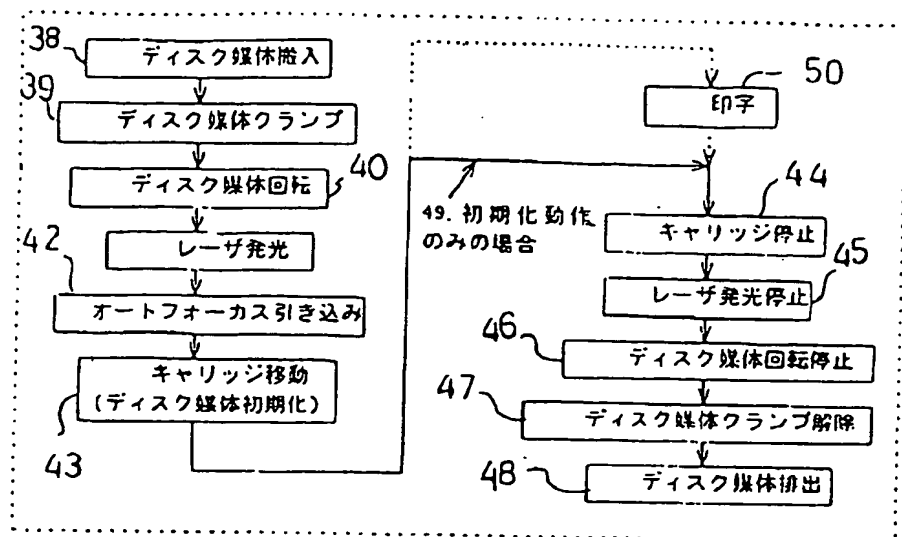 38
ディスク媒体搬入
39
ディスク媒体クランプ
ディスク媒体回転
40
レーザ発光
42
オートフォーカス引き込み
キャリッジ移動
(ディスク媒体初期化)
43
50
印字
49. 初期化動作
のみの場合
44
キャリッジ停止
45
レーザ発光停止
46
ディスク媒体回転停止
47
ディスク媒体クランプ解除
48
ディスク媒体排出